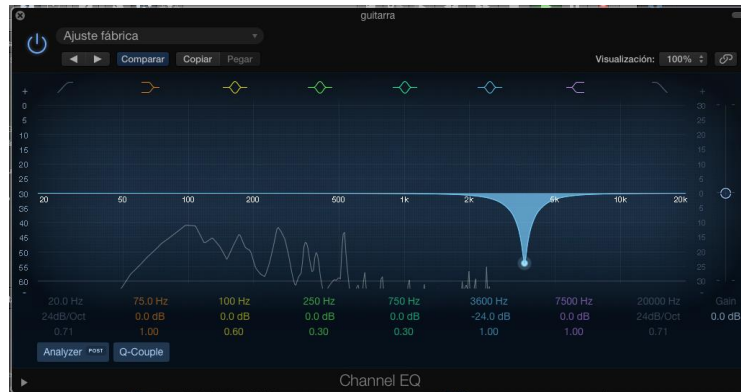 guitarra
Ajuste fábrica
Comparar Copiar Pegar Visualización: 100%
+ +
0 30
5 25
10 20
15 15
20 10
25 5
30 20 50 100 200 500 1k 2k 5k 10k 20k 0
35 5
40 10
45 15
50 20
55 25
60 30
20.0 Hz 75.0 Hz 100 Hz 250 Hz 750 Hz 3600 Hz 7500 Hz 20000 Hz Gain
24dB/Oct 0.0 dB 0.0 dB 0.0 dB 0.0 dB -24.0 dB 0.0 dB 24dB/Oct 0.0 dB
0.71 1.00 0.60 0.30 0.30 1.00 1.00 0.71
Analyzer POST Q-Couple
Channel EQ